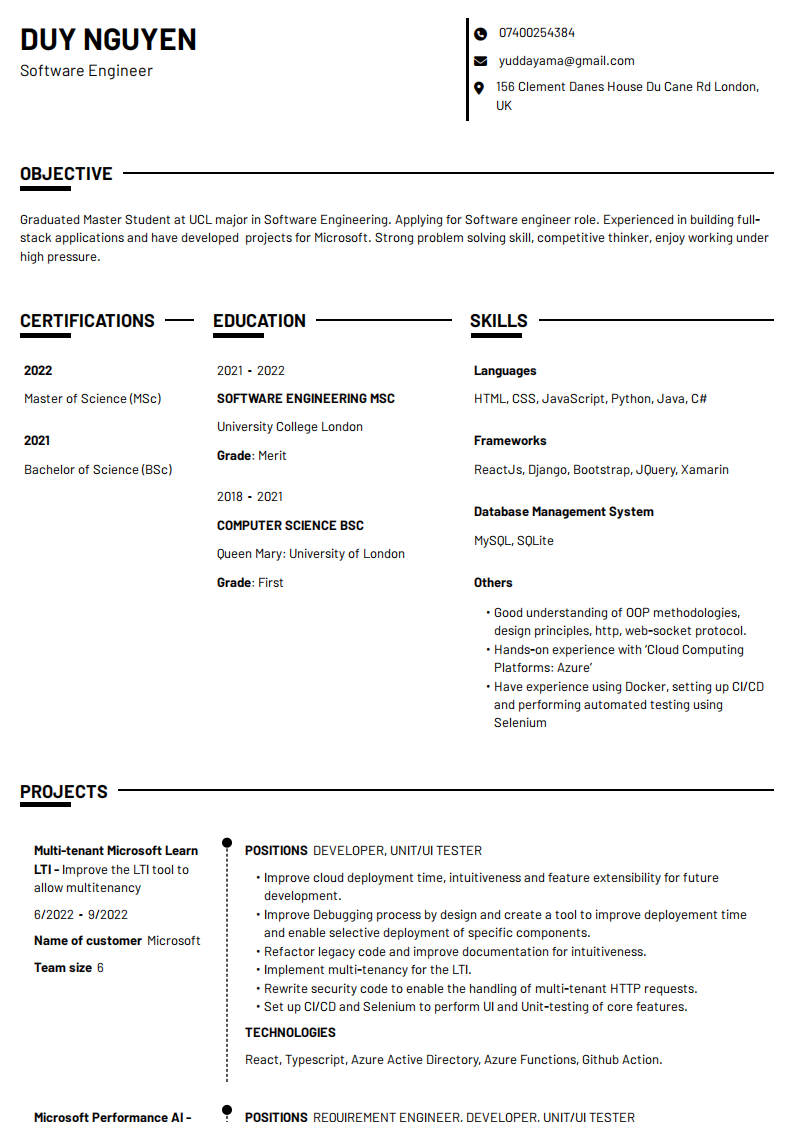 DUY NGUYEN
Software Engineer
07400254384
yuddayama@gmail.com
156 Clement Danes House Du Cane Rd London,
UK
OBJECTIVE
Graduated Master Student at UCL major in Software Engineering. Applying for Software engineer role. Experienced in building full-
stack applications and have developed  projects for Microsoft. Strong problem solving skill, competitive thinker, enjoy working under
high pressure.
CERTIFICATIONS
2022
Master of Science (MSc)
2021
Bachelor of Science (BSc)
EDUCATION
2021 - 2022
SOFTWARE ENGINEERING MSC
University College London
Grade: Merit
2018 - 2021
COMPUTER SCIENCE BSC
Queen Mary: University of London
Grade: First
SKILLS
Languages
HTML, CSS, JavaScript, Python, Java, C#
Frameworks
ReactJs, Django, Bootstrap, JQuery, Xamarin
Database Management System
MySQL, SQLite
Others
• Good understanding of OOP methodologies,
design principles, http, web-socket protocol.
• Hands-on experience with ‘Cloud Computing
Platforms: Azure’
• Have experience using Docker, setting up CI/CD
and performing automated testing using
Selenium
PROJECTS
Multi-tenant Microsoft Learn
LTI - Improve the LTI tool to
allow multitenancy
6/2022 - 9/2022
Name of customer Microsoft
Team size 6
POSITIONS DEVELOPER, UNIT/UI TESTER
• Improve cloud deployment time, intuitiveness and feature extensibility for future
development.
• Improve Debugging process by design and create a tool to improve deployement time
and enable selective deployment of specific components.
• Refactor legacy code and improve documentation for intuitiveness.
• Implement multi-tenancy for the LTI.
• Rewrite security code to enable the handling of multi-tenant HTTP requests.
• Set up CI/CD and Selenium to perform UI and Unit-testing of core features.
TECHNOLOGIES
React, Typescript, Azure Active Directory, Azure Functions, Github Action.
Microsoft Performance AI -
POSITIONS REQUIREMENT ENGINEER, DEVELOPER, UNIT/UI TESTER